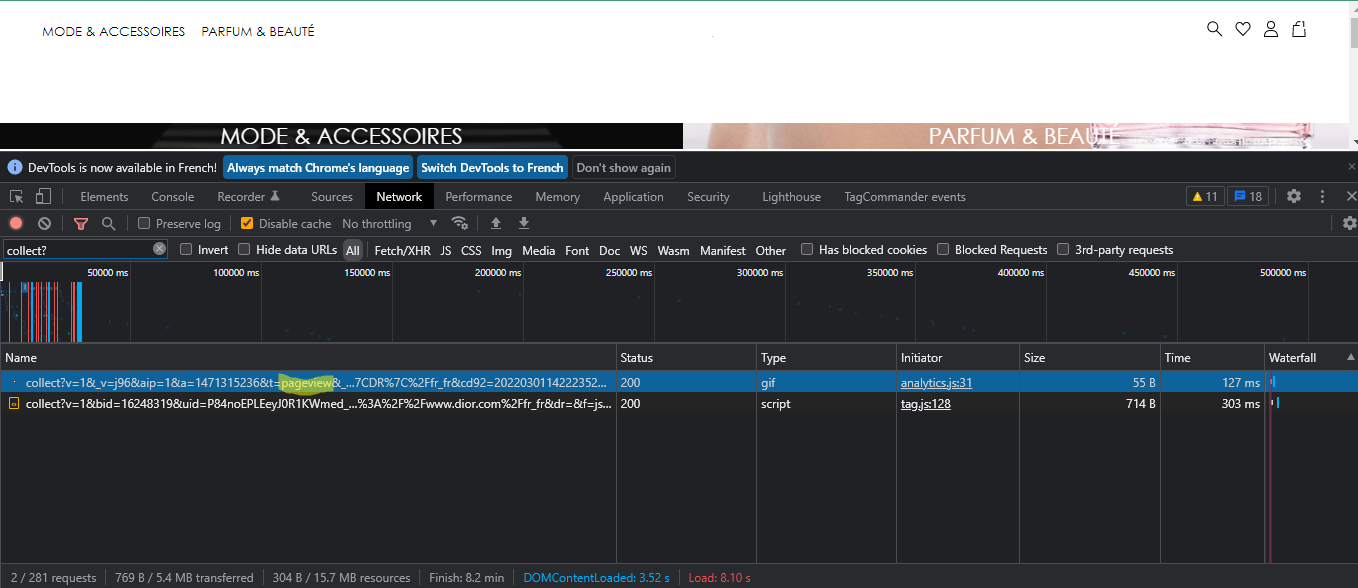 MODE & ACCESSOIRES PARFUM & BEAUTÉ
MODE & ACCESSOIRES PARFUM & BEAUTÉ
DevTools is now available in French! Always match Chrome's language Switch DevTools to French Don't show again
Elements Console Recorder Sources Network Performance Memory Application Security Lighthouse TagCommander events 11 18
Preserve log Disable cache No throttling
collect? Invert Hide data URLs All Fetch/XHR JS CSS Img Media Font Doc WS Wasm Manifest Other Has blocked cookies Blocked Requests 3rd-party requests
50000 ms 100000 ms 150000 ms 200000 ms 250000 ms 300000 ms 350000 ms 400000 ms 450000 ms 500000 ms
Name Status Type Initiator Size Time Waterfall
collect?v=1&_v=j96&aip=1&a=1471315236&t=pageview&_...7CDR%7C%2Ffr_fr&cd92=2022030114222352... 200 gif analytics.js:31 55 B 127 ms
collect?v=1&bid=16248319&uid=P84noEPLEeyJ0R1KWmed_...%3A%2F%2Fwww.dior.com%2Ffr_fr&dr=&f=js... 200 script tag.js:128 714 B 303 ms
2 / 281 requests 769 B / 5.4 MB transferred 304 B / 15.7 MB resources Finish: 8.2 min DOMContentLoaded: 3.52 s Load: 8.10 s